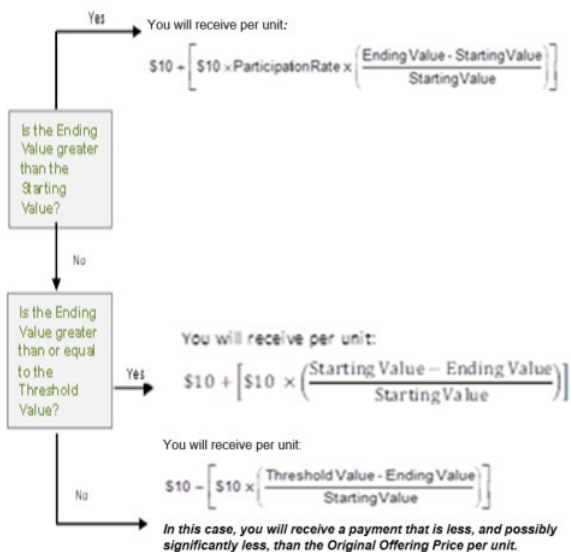 Yes
You will receive per unit:
$10 + [$10 × Participation Rate x (Ending Value - Starting Value / Starting Value)]
Is the Ending
Value greater
than the
Starting
Value?
No
Is the Ending
Value greater
than or equal
to the
Threshold
Value?
Yes
You will receive per unit:
$10 + [$10 × (Starting Value – Ending Value / Starting Value)]
You will receive per unit:
$10 – [$10 × (Threshold Value - Ending Value / Starting Value)]
No
In this case, you will receive a payment that is less, and possibly
significantly less, than the Original Offering Price per unit.